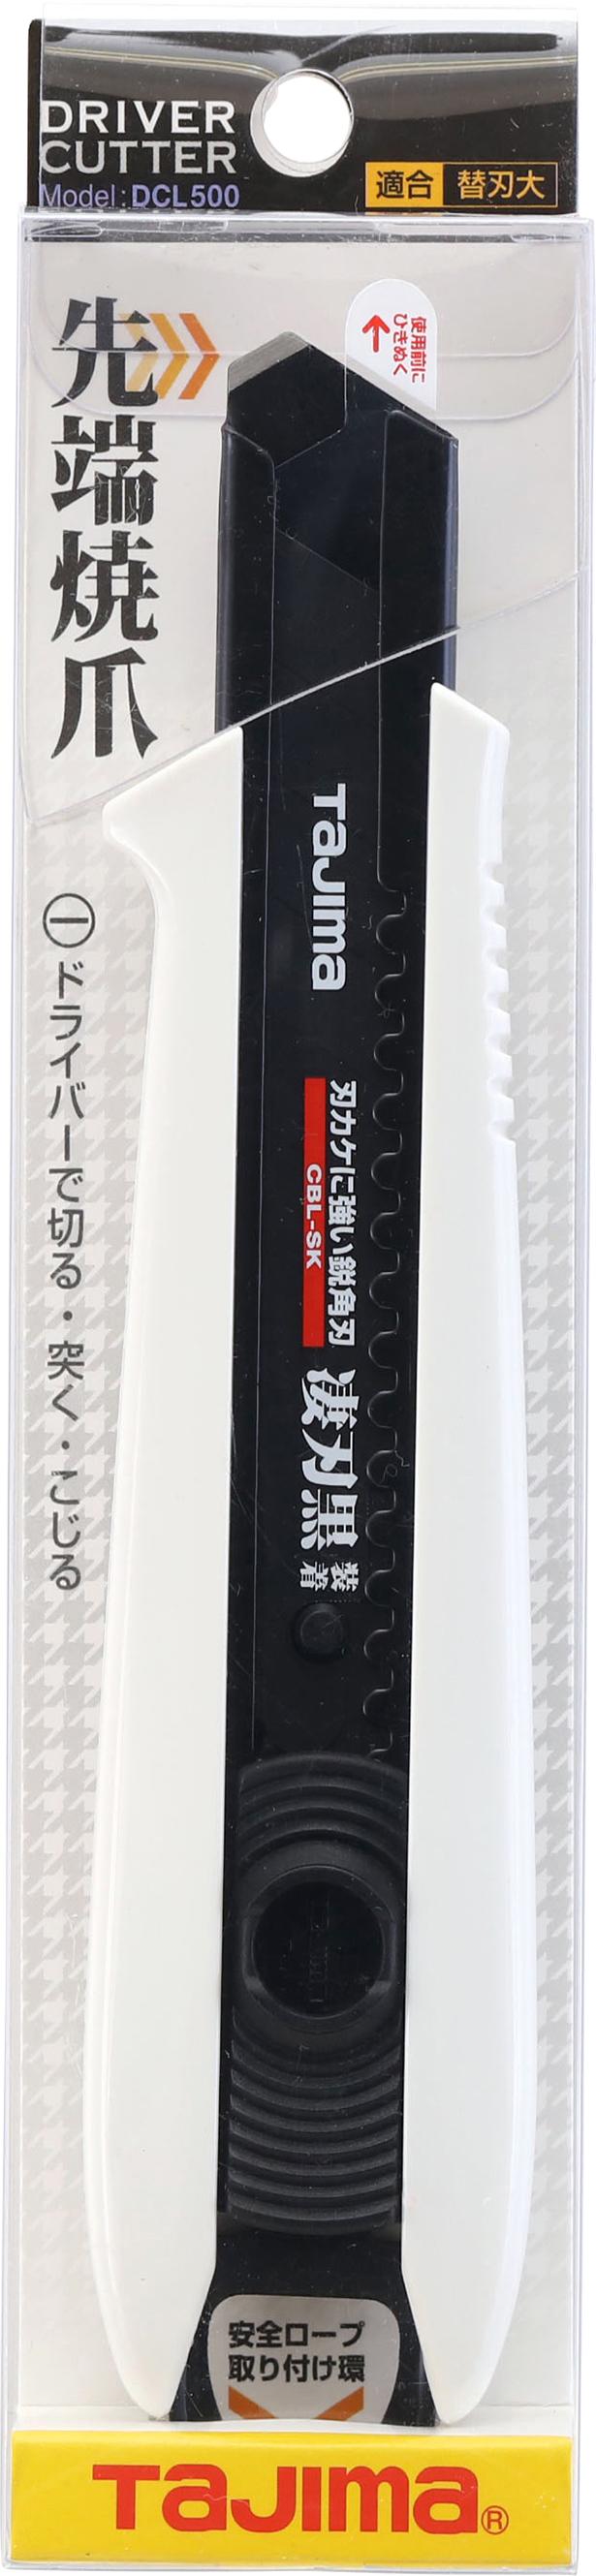 DRIVER
CUTTER
Model:DCL500
適合 替刃大
使用前に
ひきぬく
先端焼爪
㊀ドライバーで切る・突く・こじる
TaJIma
刃カケに強い鋭角刃
CBL-SK
凄刃黒
装着
安全ロープ
取り付け環
TaJIma®